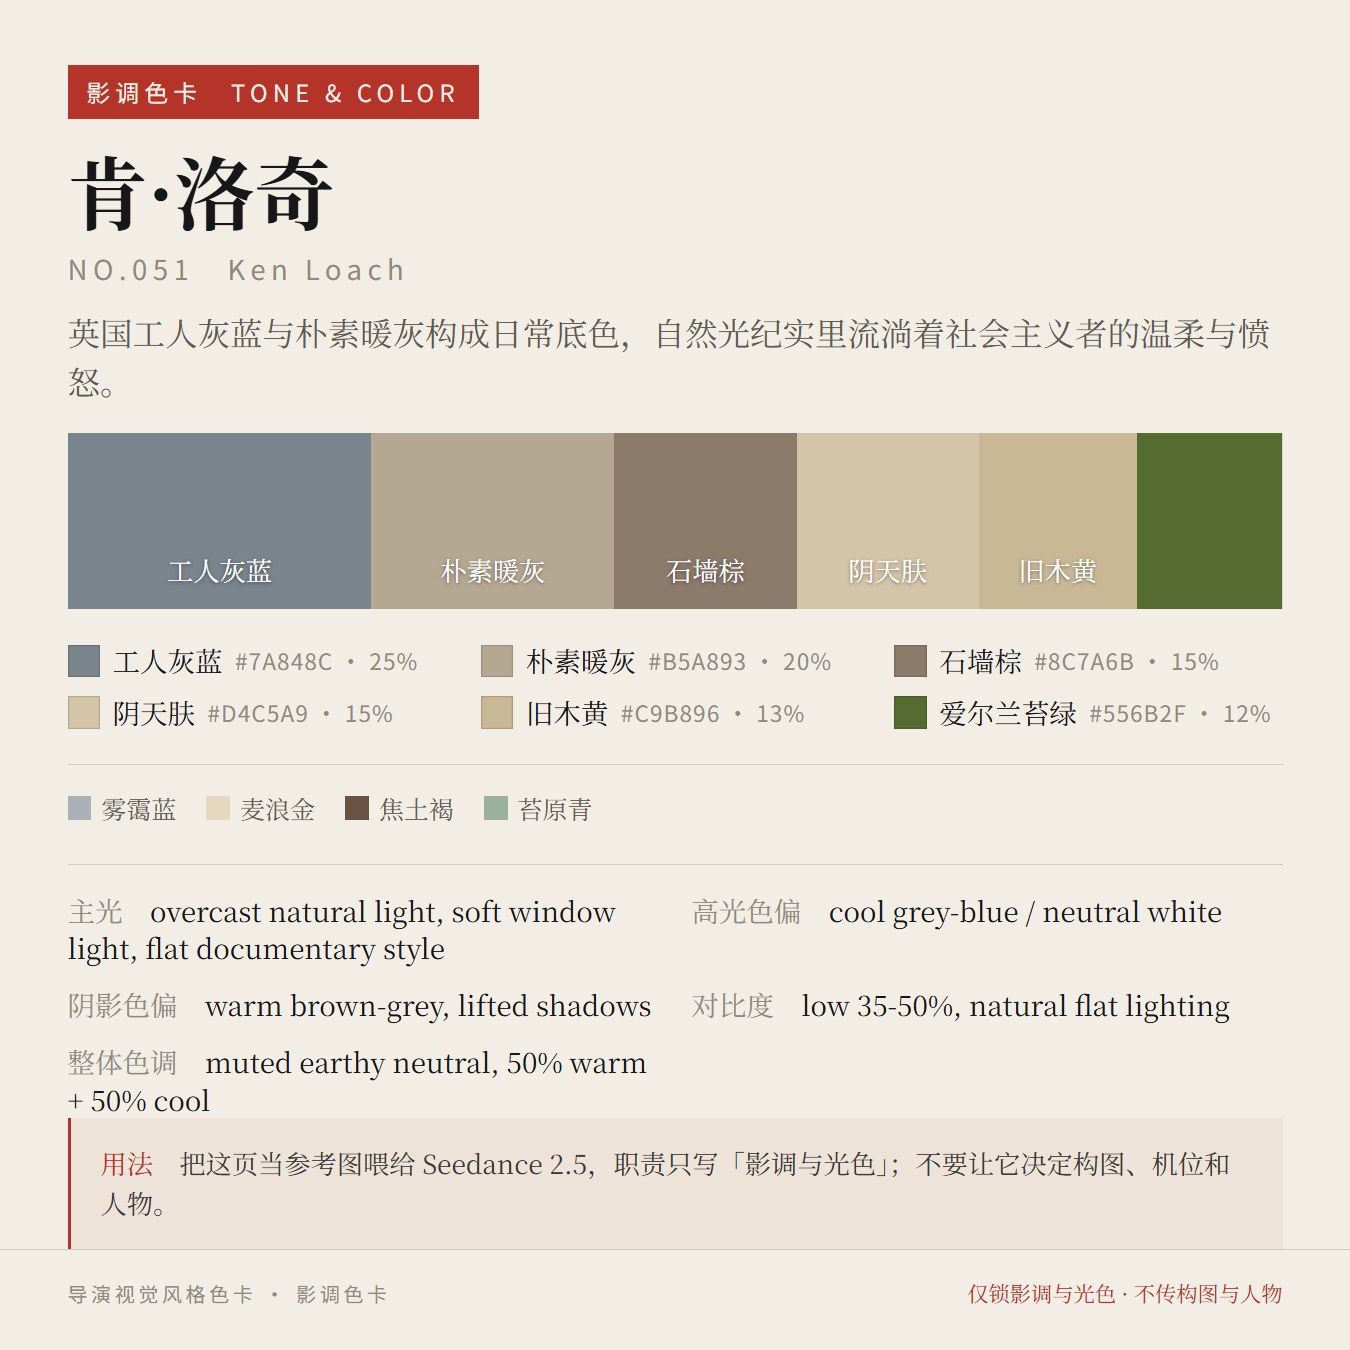 影调色卡 TONE & COLOR
肯·洛奇
NO.051 Ken Loach
英国工人灰蓝与朴素暖灰构成日常底色，自然光纪实里流淌着社会主义者的温柔与愤
怒。
工人灰蓝 朴素暖灰 石墙棕 阴天肤 旧木黄
工人灰蓝 #7A848C · 25% 朴素暖灰 #B5A893 · 20% 石墙棕 #8C7A6B · 15%
阴天肤 #D4C5A9 · 15% 旧木黄 #C9B896 · 13% 爱尔兰苔绿 #556B2F · 12%
雾霭蓝 麦浪金 焦土褐 苔原青
主光 overcast natural light, soft window
light, flat documentary style
高光色偏 cool grey-blue / neutral white
阴影色偏 warm brown-grey, lifted shadows
对比度 low 35-50%, natural flat lighting
整体色调 muted earthy neutral, 50% warm
+ 50% cool
用法 把这页当参考图喂给 Seedance 2.5，职责只写「影调与光色」；不要让它决定构图、机位和
人物。
导演视觉风格色卡 · 影调色卡
仅锁影调与光色 · 不传构图与人物